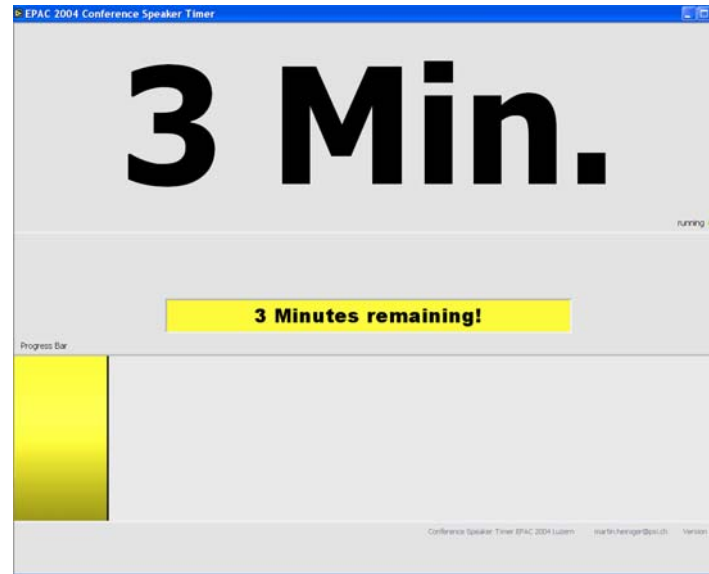 EPAC 2004 Conference Speaker Timer
3 Min.
running
3 Minutes remaining!
Progress Bar
Conference Speaker Timer EPAC 2004 Luzern martin.heiniger@psi.ch Version